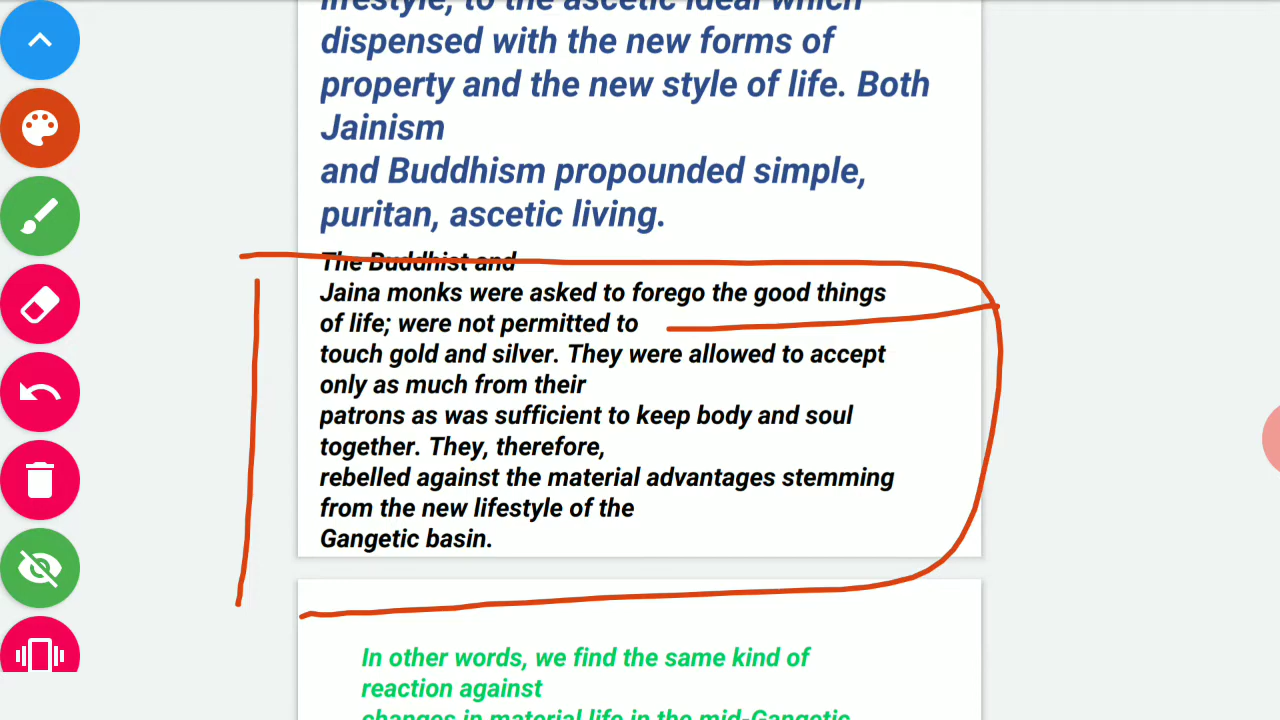 lifestyle, to the ascetic ideal which
dispensed with the new forms of
property and the new style of life. Both
Jainism
and Buddhism propounded simple,
puritan, ascetic living.
The Buddhist and
Jaina monks were asked to forego the good things
of life; were not permitted to
touch gold and silver. They were allowed to accept
only as much from their
patrons as was sufficient to keep body and soul
together. They, therefore,
rebelled against the material advantages stemming
from the new lifestyle of the
Gangetic basin.
In other words, we find the same kind of
reaction against
changes in material life in the mid-Gangetic